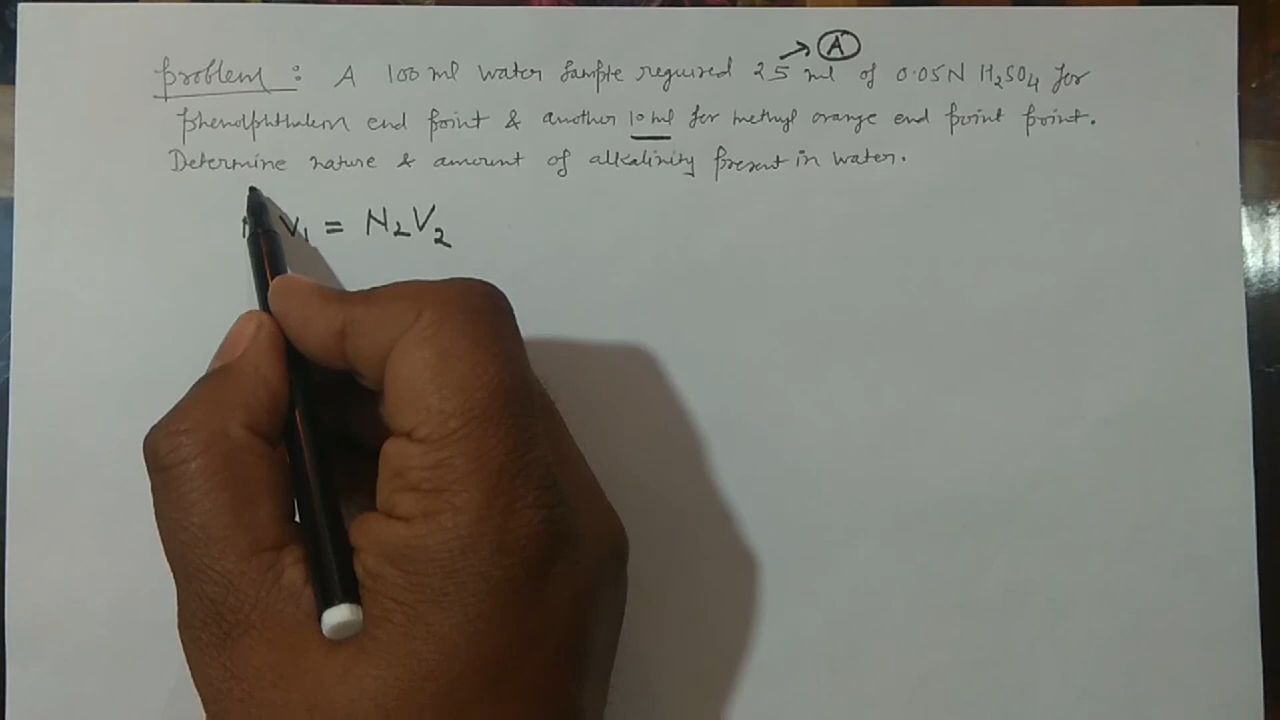 → A
Problem : A 100 ml water sample required 25 ml of 0.05N H₂SO₄ for
phenolphthalein end point & another 10 ml for methyl orange end point point.
Determine nature & amount of alkalinity present in water.
V₁ = N₂V₂